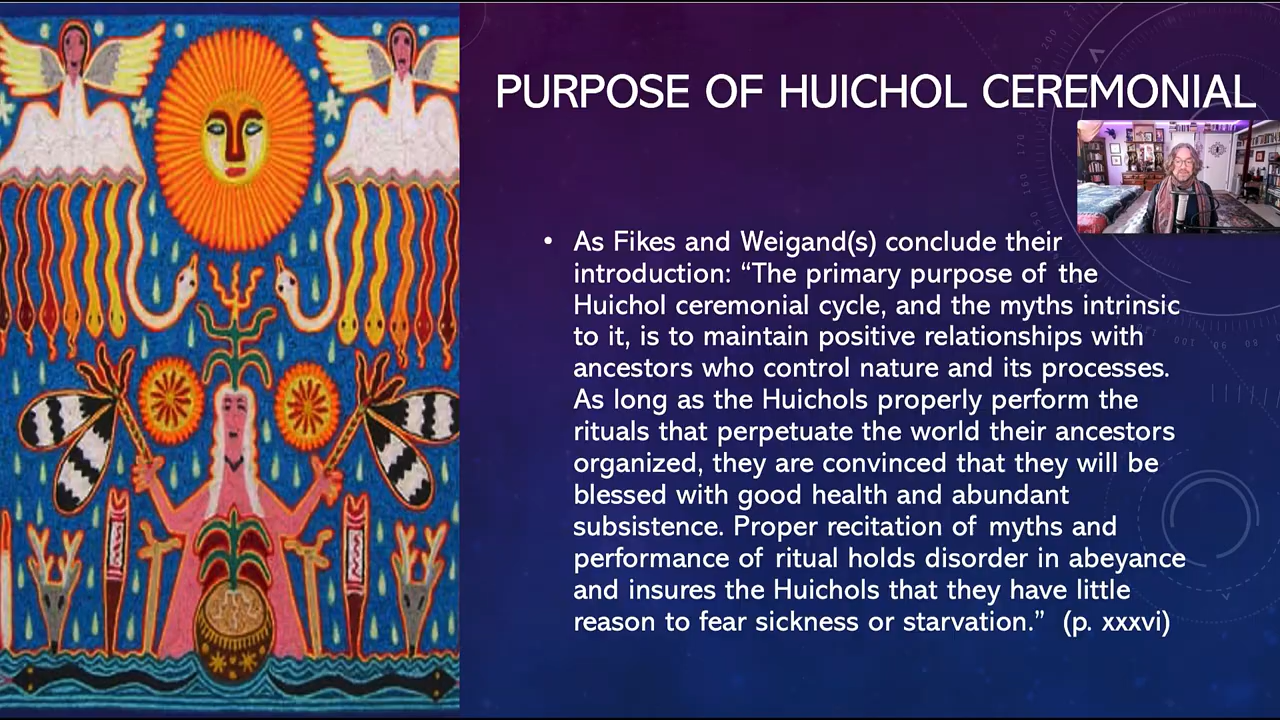 PURPOSE OF HUICHOL CEREMONIAL
• As Fikes and Weigand(s) conclude their
introduction: “The primary purpose of the
Huichol ceremonial cycle, and the myths intrinsic
to it, is to maintain positive relationships with
ancestors who control nature and its processes.
As long as the Huichols properly perform the
rituals that perpetuate the world their ancestors
organized, they are convinced that they will be
blessed with good health and abundant
subsistence. Proper recitation of myths and
performance of ritual holds disorder in abeyance
and insures the Huichols that they have little
reason to fear sickness or starvation.” (p. xxxvi)